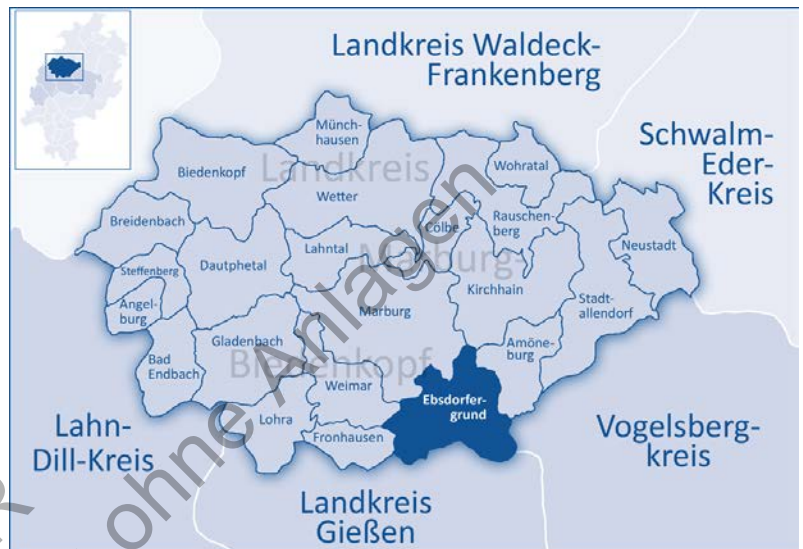 Landkreis Waldeck-
Frankenberg
Schwalm-
Eder-
Kreis
Münch-
hausen
Biedenkopf
Landkreis
Wohratal
Wetter
Breidenbach
Cölbe
Rauschen-
berg
Neustadt
Lahntal
Marburg-
Steffenberg
Dautphetal
Kirchhain
Stadt-
allendorf
Angel-
burg
Marburg
Gladenbach
Amöne-
burg
Bad
Endbach
Biedenkopf
Weimar
Ebsdorfer-
grund
Lohra
Fronhausen
Lahn-
Dill-Kreis
Vogelsberg-
kreis
Landkreis
Gießen
ohne Anlagen
R